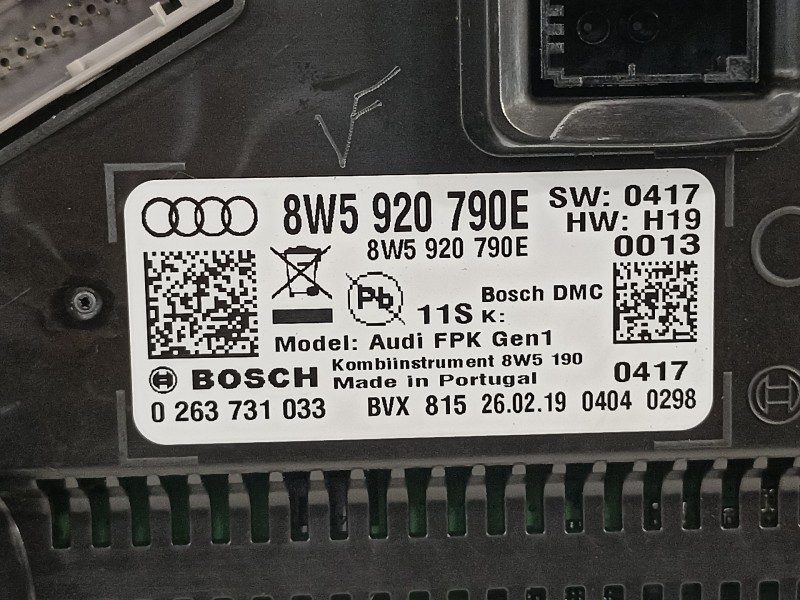 VF
8W5 920 790E SW: 0417
HW: H19
8W5 920 790E 0013
Pb 11S K: Bosch DMC
Model: Audi FPK Gen1
Kombiinstrument 8W5 190
BOSCH Made in Portugal 0417
0 263 731 033 BVX 815 26.02.19 0404 0298